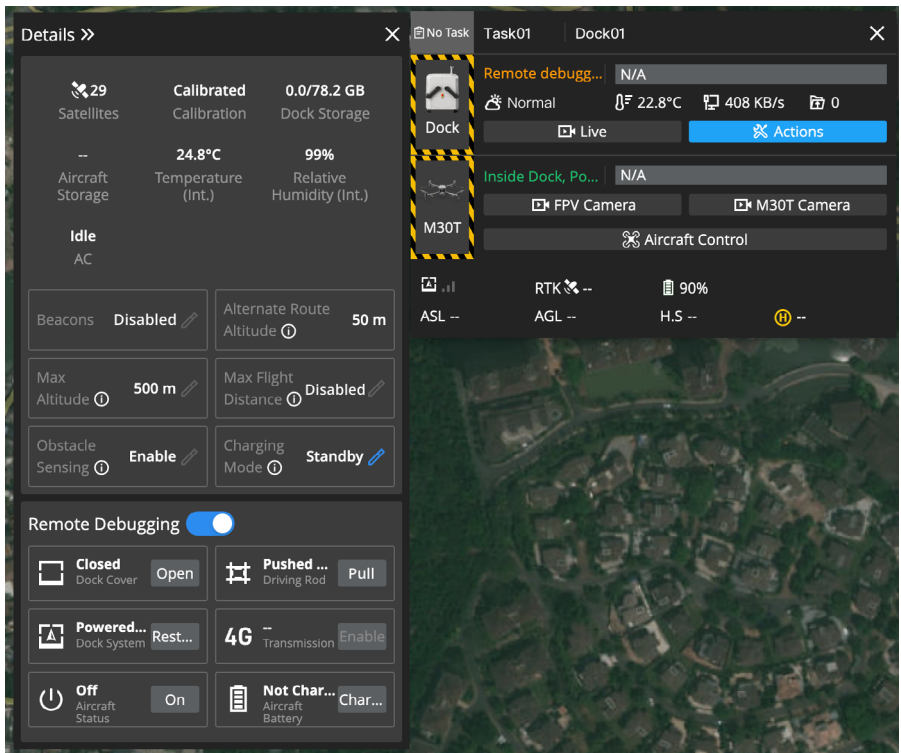 Details »
29
Satellites
Calibrated
Calibration
0.0/78.2 GB
Dock Storage
--
Aircraft
Storage
24.8°C
Temperature
(Int.)
99%
Relative
Humidity (Int.)
Idle
AC
Beacons Disabled
Alternate Route
Altitude 50 m
Max
Altitude 500 m
Max Flight
Distance Disabled
Obstacle
Sensing Enable
Charging
Mode Standby
Remote Debugging
Closed
Dock Cover
Open
Pushed ...
Driving Rod
Pull
Powered...
Dock System
Rest...
4G
--
Transmission
Enable
Off
Aircraft
Status
On
Not Char...
Aircraft
Battery
Char...
No Task Task01 Dock01
Dock
Remote debugg... N/A
Normal 22.8°C 408 KB/s 0
Live Actions
M30T
Inside Dock, Po... N/A
FPV Camera M30T Camera
Aircraft Control
RTK -- 90%
ASL -- AGL -- H.S -- H --